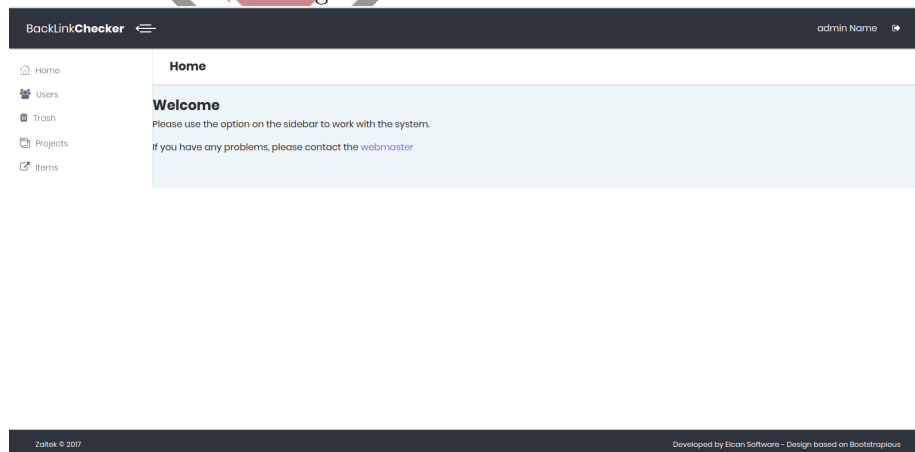 BackLinkChecker
admin Name
Home
Home
Users
Welcome
Trash
Please use the option on the sidebar to work with the system.
Projects
If you have any problems, please contact the webmaster
Items
Zaitek © 2017
Developed by Elcan Software - Design based on Bootstrapious